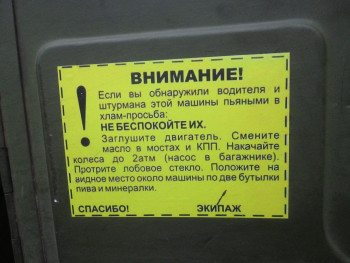 ВНИМАНИЕ!
! Если вы обнаружили водителя и
штурмана этой машины пьяными в
хлам-просьба:
НЕ БЕСПОКОЙТЕ ИХ.
Заглушите двигатель. Смените
масло в мостах и КПП. Накачайте
колеса до 2атм (насос в багажнике).
Протрите лобовое стекло. Положите на
видное место около машины по две бутылки
пива и минералки.
СПАСИБО! ЭКИПАЖ